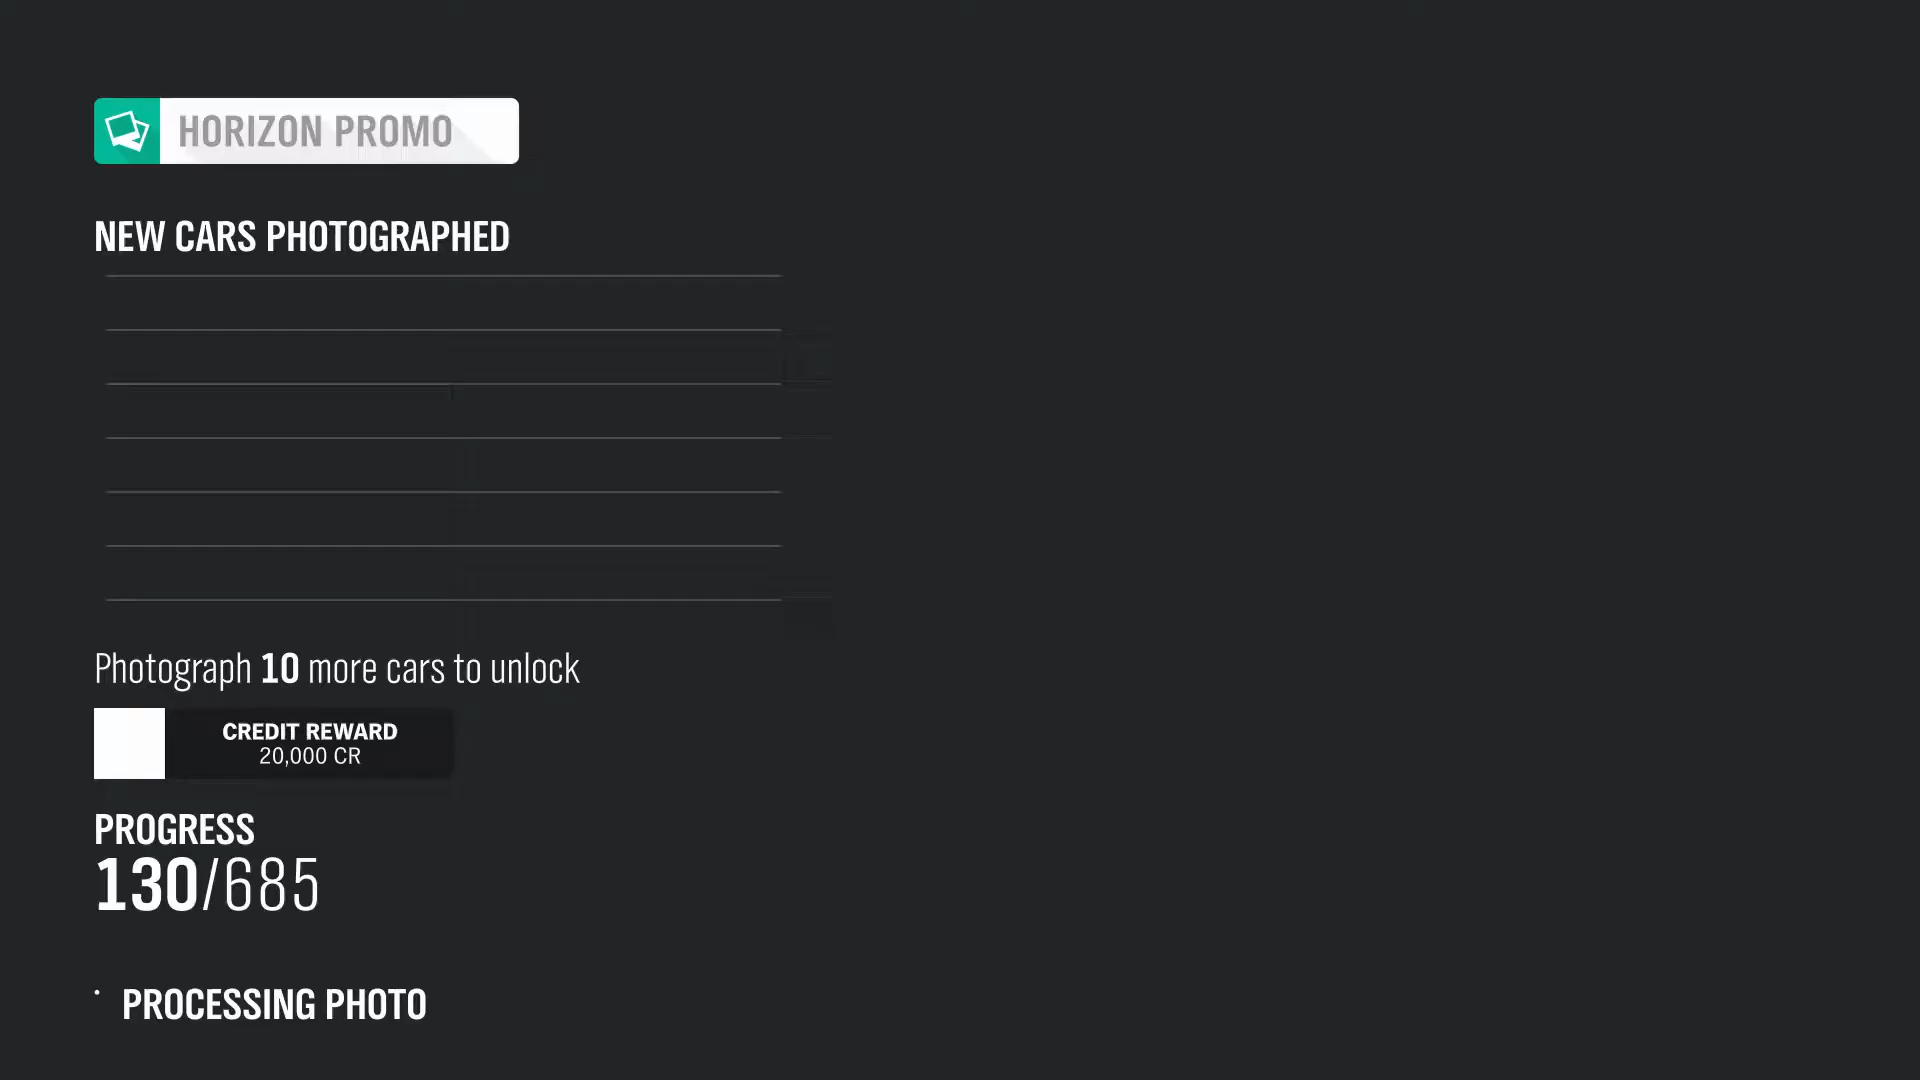 HORIZON PROMO
NEW CARS PHOTOGRAPHED
Photograph 10 more cars to unlock
CREDIT REWARD
20,000 CR
PROGRESS
130/685
PROCESSING PHOTO